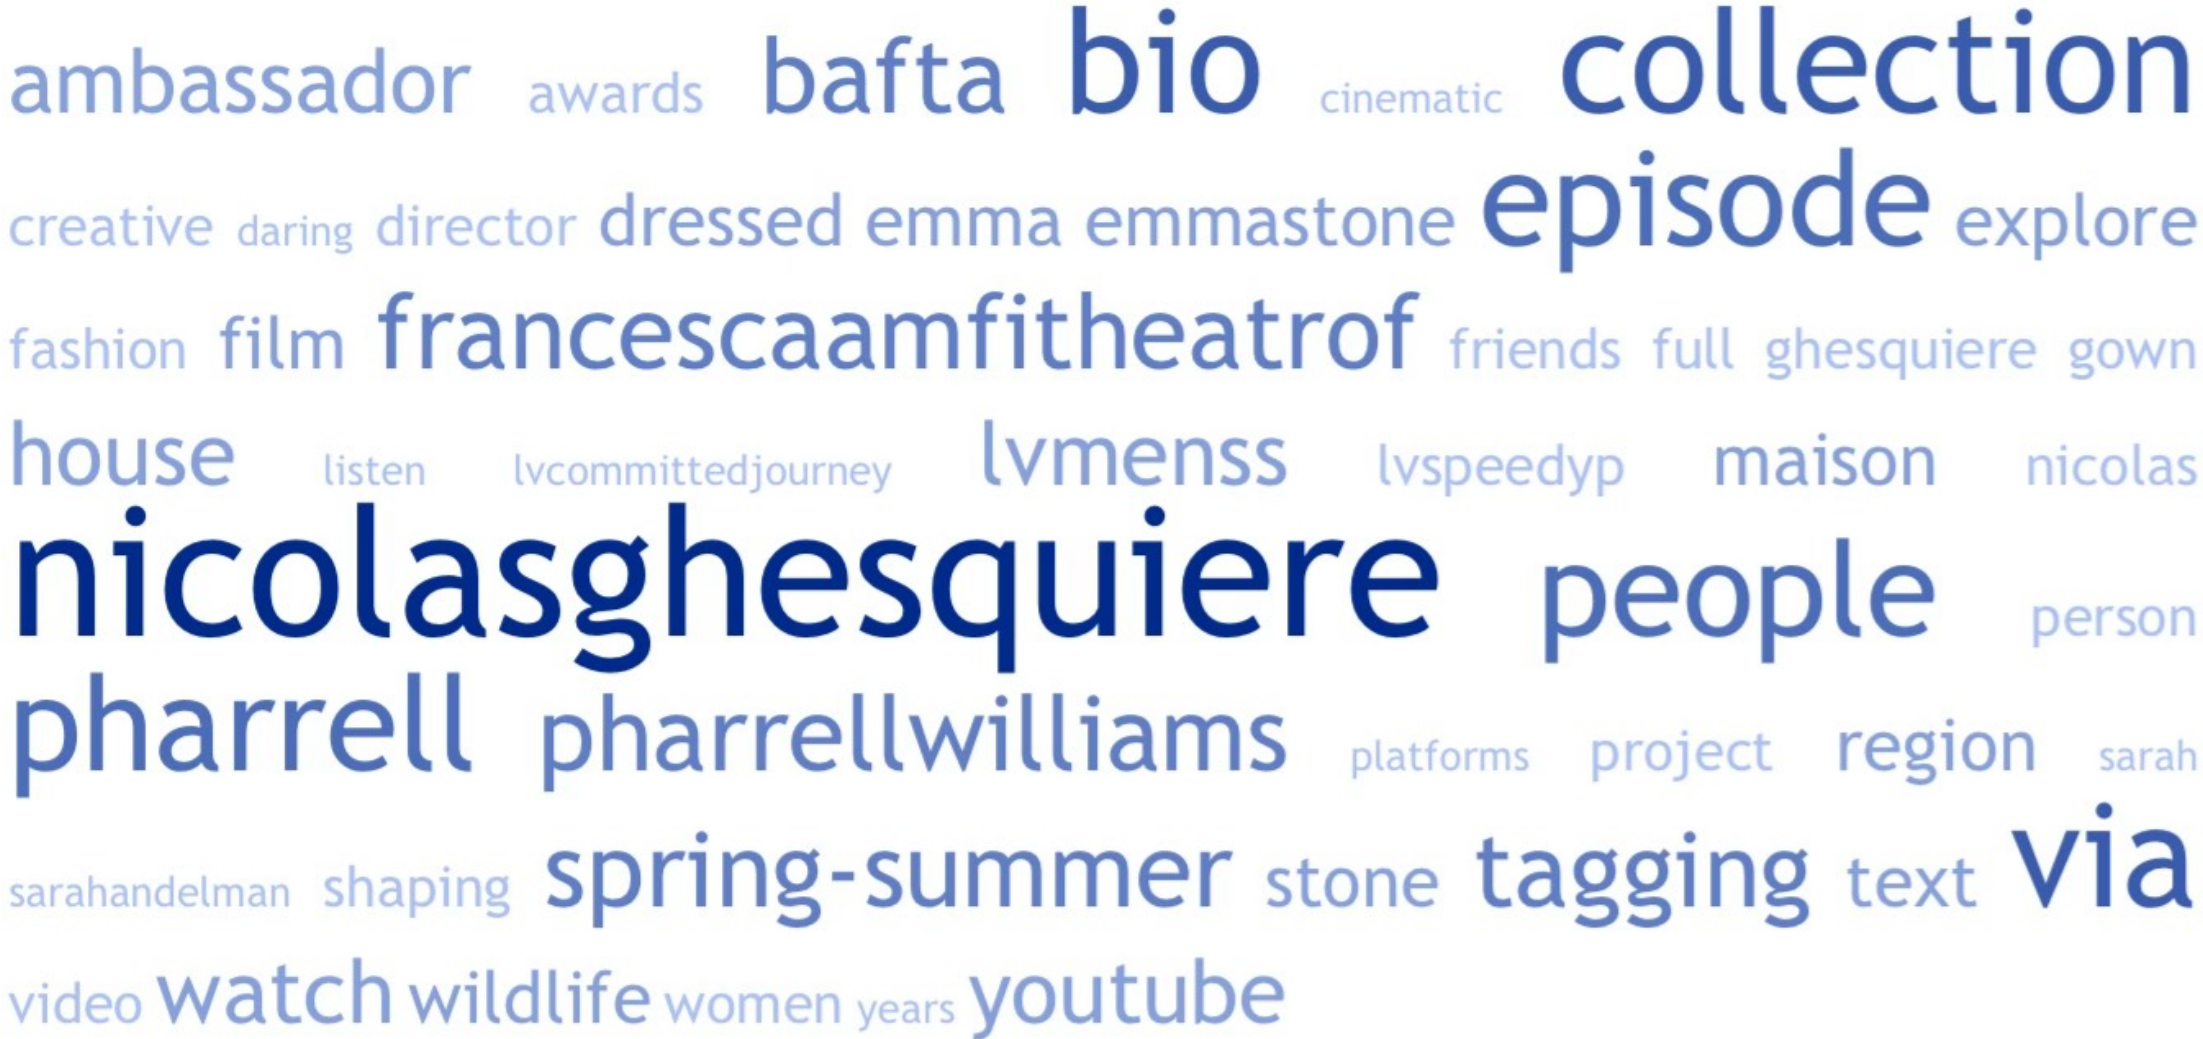 ambassador awards bafta bio cinematic collection
creative daring director dressed emma emmastone episode explore
fashion film francescaamfitheatrof friends full ghesquiere gown
house listen lvcommittedjourney lvmenss lvspeedyp maison nicolas
nicolasghesquiere people person
pharrell pharrellwilliams platforms project region sarah
sarahandelman shaping spring-summer stone tagging text via
video watch wildlife women years youtube